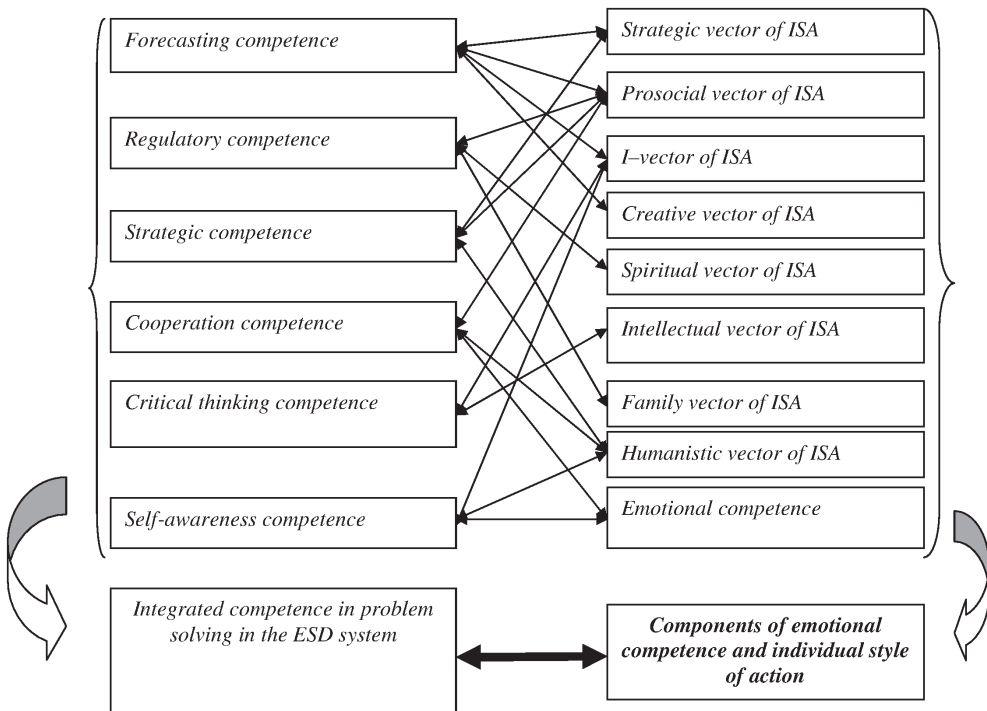 Forecasting competence
Regulatory competence
Strategic competence
Cooperation competence
Critical thinking competence
Self-awareness competence
Integrated competence in problem
solving in the ESD system
Strategic vector of ISA
Prosocial vector of ISA
I–vector of ISA
Creative vector of ISA
Spiritual vector of ISA
Intellectual vector of ISA
Family vector of ISA
Humanistic vector of ISA
Emotional competence
Components of emotional
competence and individual style
of action